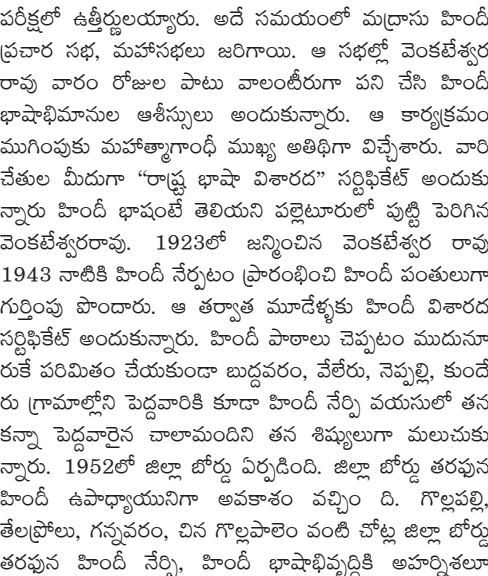 పరీక్షలో ఉత్తీర్ణులయ్యారు. అదే సమయంలో మద్రాసు హిందీ
ప్రచార సభ, మహాసభలు జరిగాయి. ఆ సభల్లో వెంకటేశ్వర
రావు వారం రోజుల పాటు వాలంటీరుగా పని చేసి హిందీ
భాషాభిమానుల ఆశీస్సులు అందుకున్నారు. ఆ కార్యక్రమం
ముగింపుకు మహాత్మాగాంధీ ముఖ్య అతిథిగా విచ్చేశారు. వారి
చేతుల మీదుగా “రాష్ట్ర భాషా విశారద” సర్టిఫికేట్ అందుకు
న్నారు హిందీ భాషంటే తెలియని పల్లెటూరులో పుట్టి పెరిగిన
వెంకటేశ్వరరావు. 1923లో జన్మించిన వెంకటేశ్వర రావు
1943 నాటికి హిందీ నేర్పటం ప్రారంభించి హిందీ పంతులుగా
గుర్తింపు పొందారు. ఆ తర్వాత మూడేళ్ళకు హిందీ విశారద
సర్టిఫికేట్ అందుకున్నారు. హిందీ పాఠాలు చెప్పటం ముదునూ
రుకే పరిమితం చేయకుండా బుద్దవరం, వేలేరు, నెప్పల్లి, కుందే
రు గ్రామాల్లోని పెద్దవారికి కూడా హిందీ నేర్పి వయసులో తన
కన్నా పెద్దవారైన చాలామందిని తన శిష్యులుగా మలుచుకు
న్నారు. 1952లో జిల్లా బోర్డు ఏర్పడింది. జిల్లా బోర్డు తరఫున
హిందీ ఉపాధ్యాయునిగా అవకాశం వచ్చిం ది. గొల్లపల్లి,
తేలప్రోలు, గన్నవరం, చిన గొల్లపాలెం వంటి చోట్ల జిల్లా బోర్డు
తరఫున హిందీ నేర్పి, హిందీ భాషాభివృద్దికి అహర్నిశలూ